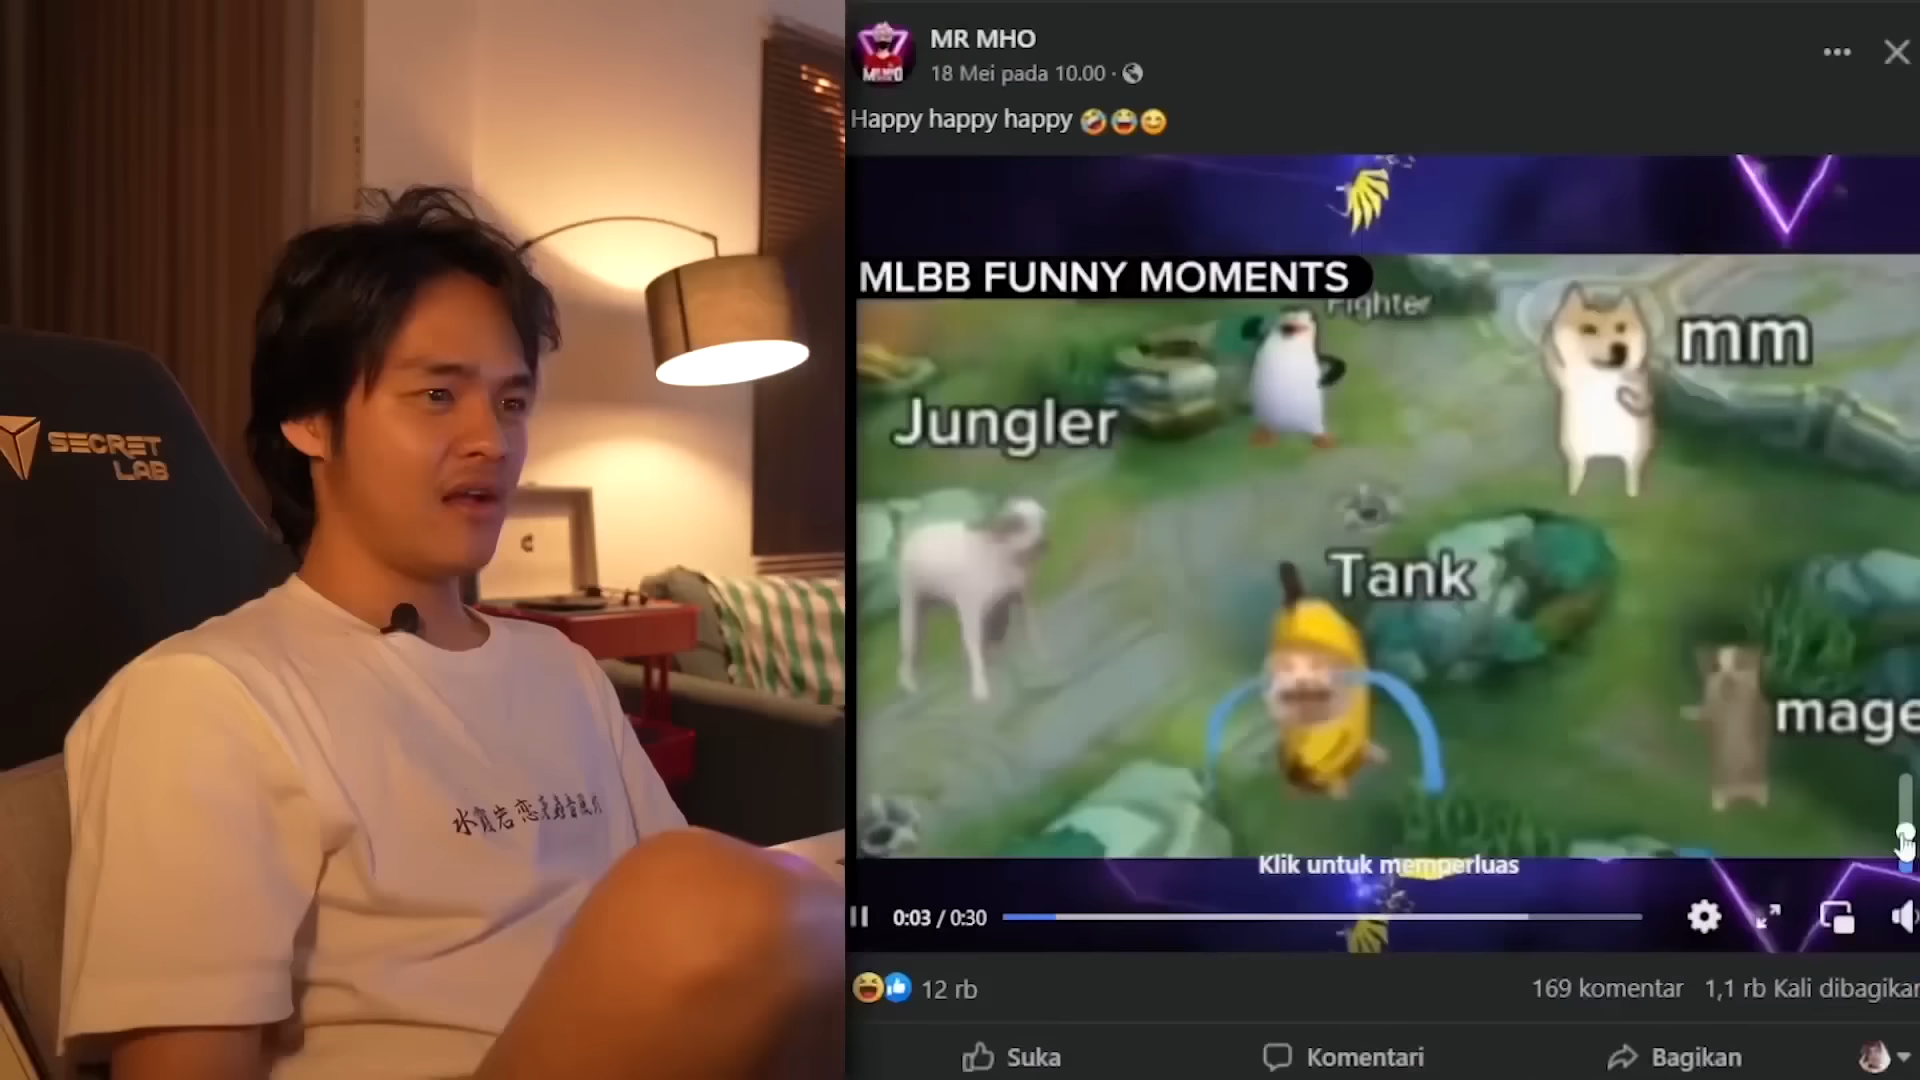 SECRET
LAB
MR MHO
18 Mei pada 10.00 ·
Happy happy happy 🤣😆😊
MLBB FUNNY MOMENTS
Fighter
mm
Jungler
Tank
mage
Klik untuk memperluas
0:03 / 0:30
12 rb
169 komentar 1,1 rb Kali dibagikan
Suka Komentari Bagikan